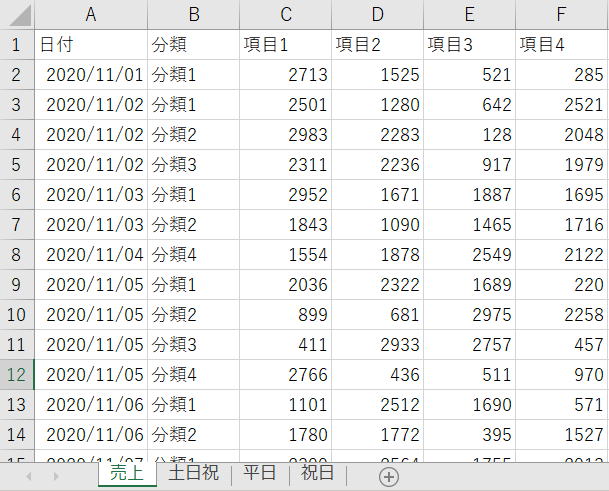 A B C D E F
1 日付 分類 項目1 項目2 項目3 項目4
2 2020/11/01 分類1 2713 1525 521 285
3 2020/11/02 分類1 2501 1280 642 2521
4 2020/11/02 分類2 2983 2283 128 2048
5 2020/11/02 分類3 2311 2236 917 1979
6 2020/11/03 分類1 2952 1671 1887 1695
7 2020/11/03 分類2 1843 1090 1465 1716
8 2020/11/04 分類4 1554 1878 2549 2122
9 2020/11/05 分類1 2036 2322 1689 220
10 2020/11/05 分類2 899 681 2975 2258
11 2020/11/05 分類3 411 2933 2757 457
12 2020/11/05 分類4 2766 436 511 970
13 2020/11/06 分類1 1101 2512 1690 571
14 2020/11/06 分類2 1780 1772 395 1527
売上 土日祝 平日 祝日